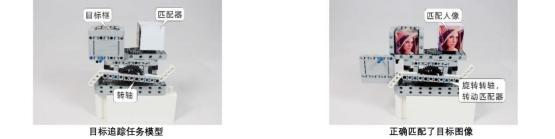 目标框
匹配器
转轴
目标追踪任务模型
匹配人像
旋转转轴，
转动匹配器
正确匹配了目标图像